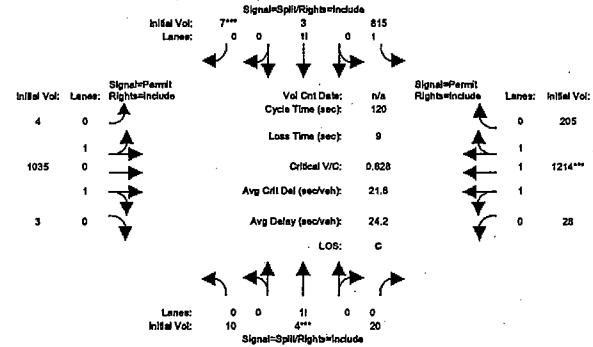 Signal=Split/Rights=Include
Initial Vol: 7*** 3 815
Lanes: 0 0 1! 0 1
Signal=Permit Signal=Permit
Initial Vol: Lanes: Rights=Include Vol Cnt Date: n/a Rights=Include Lanes: Initial Vol:
Cycle Time (sec): 120
4 0 0 205
Loss Time (sec): 9
1 1
1035 0 Critical V/C: 0.628 1 1214***
1 Avg Crit Del (sec/veh): 21.8 1
3 0 Avg Delay (sec/veh): 24.2 0 28
LOS: C
Lanes: 0 0 1! 0 0
Initial Vol: 10 4*** 20
Signal=Split/Rights=Include